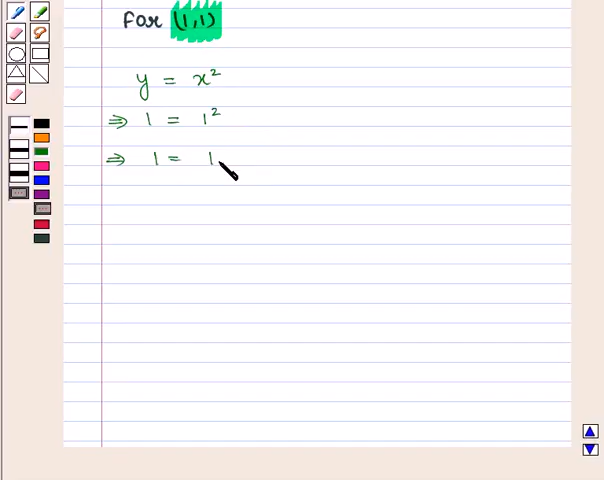 For (1,1)
y = x²
⇒ 1 = 1²
⇒ 1 = 1